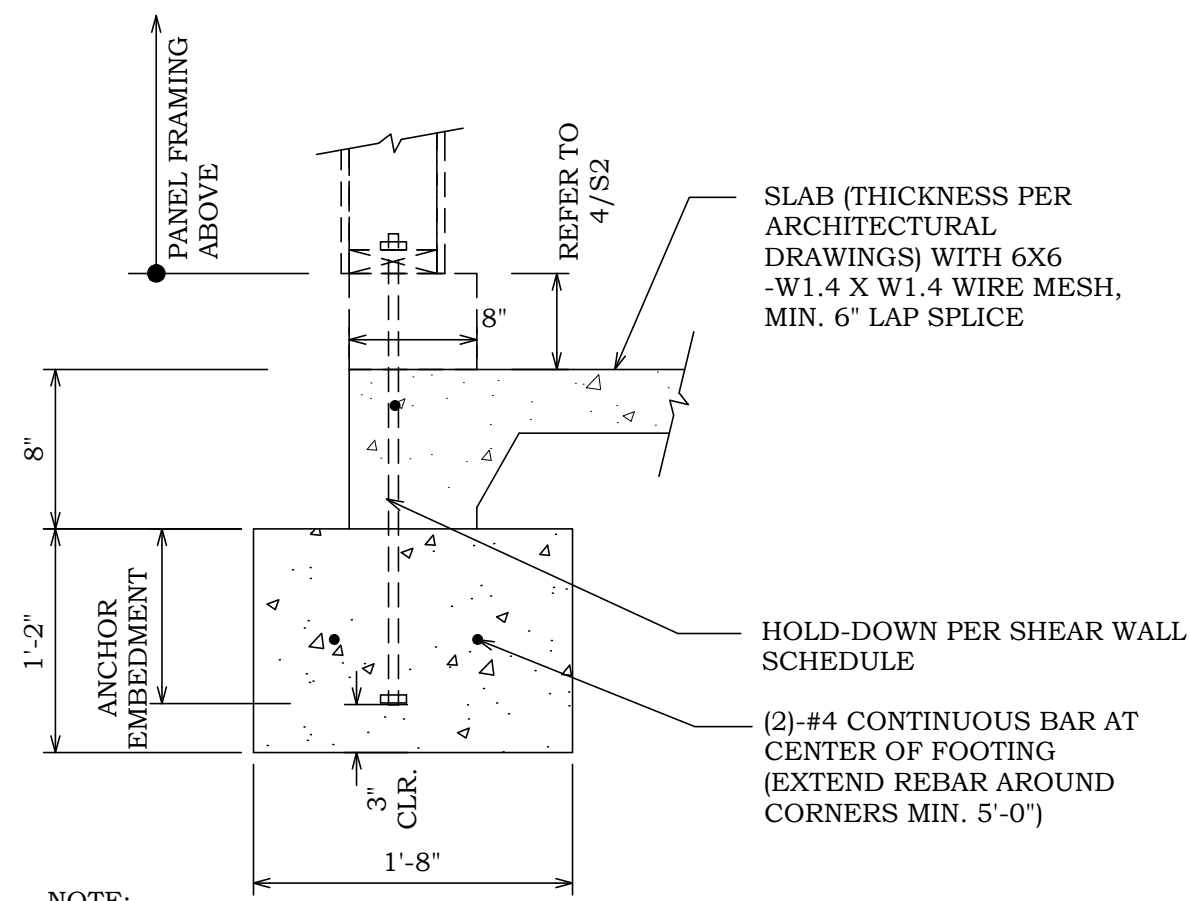 PANEL FRAMING
ABOVE
REFER TO
4/S2
SLAB (THICKNESS PER
ARCHITECTURAL
DRAWINGS) WITH 6X6
-W1.4 X W1.4 WIRE MESH,
MIN. 6" LAP SPLICE
8"
8"
1'-2"
ANCHOR
EMBEDMENT
HOLD-DOWN PER SHEAR WALL
SCHEDULE
(2)-#4 CONTINUOUS BAR AT
CENTER OF FOOTING
(EXTEND REBAR AROUND
CORNERS MIN. 5'-0")
3"
CLR.
1'-8"
NOTE: